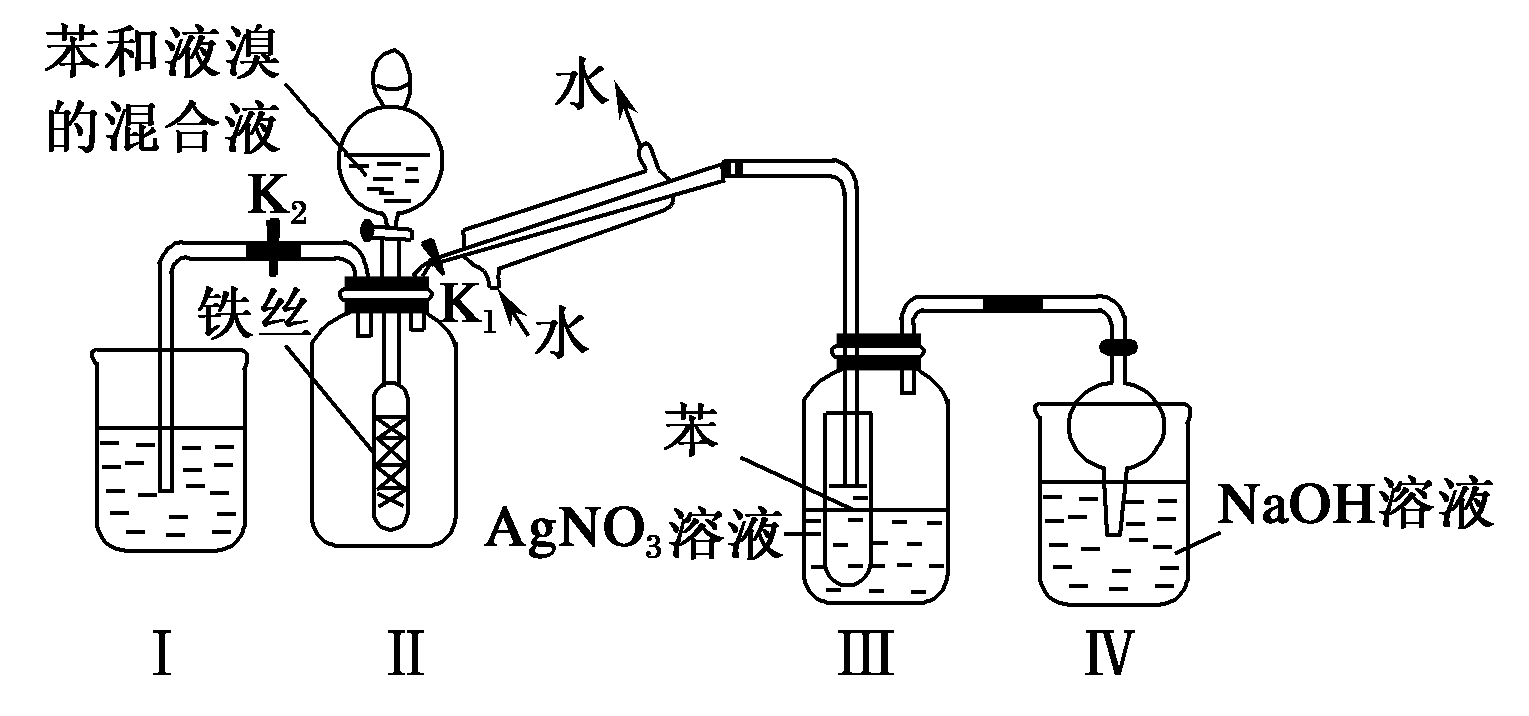 苯和液溴
的混合液
水
K₂
K₁
铁丝
水
苯
AgNO₃溶液
NaOH溶液
Ⅰ
Ⅱ
Ⅲ
Ⅳ